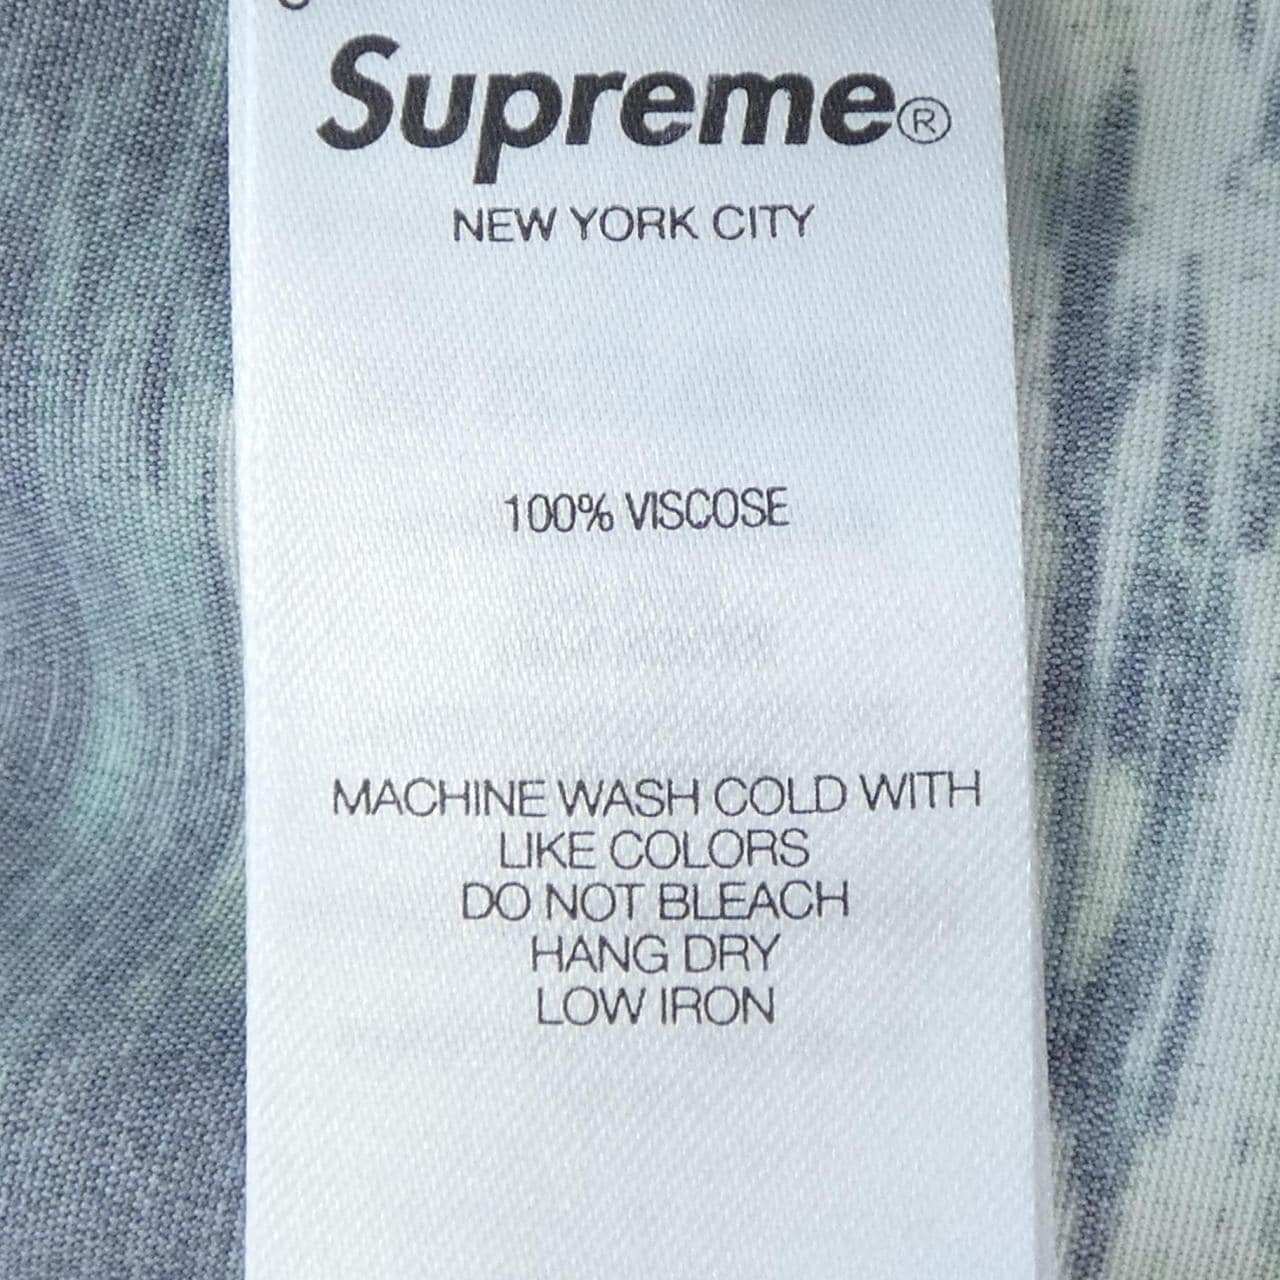 Supreme®
NEW YORK CITY
100% VISCOSE
MACHINE WASH COLD WITH
LIKE COLORS
DO NOT BLEACH
HANG DRY
LOW IRON